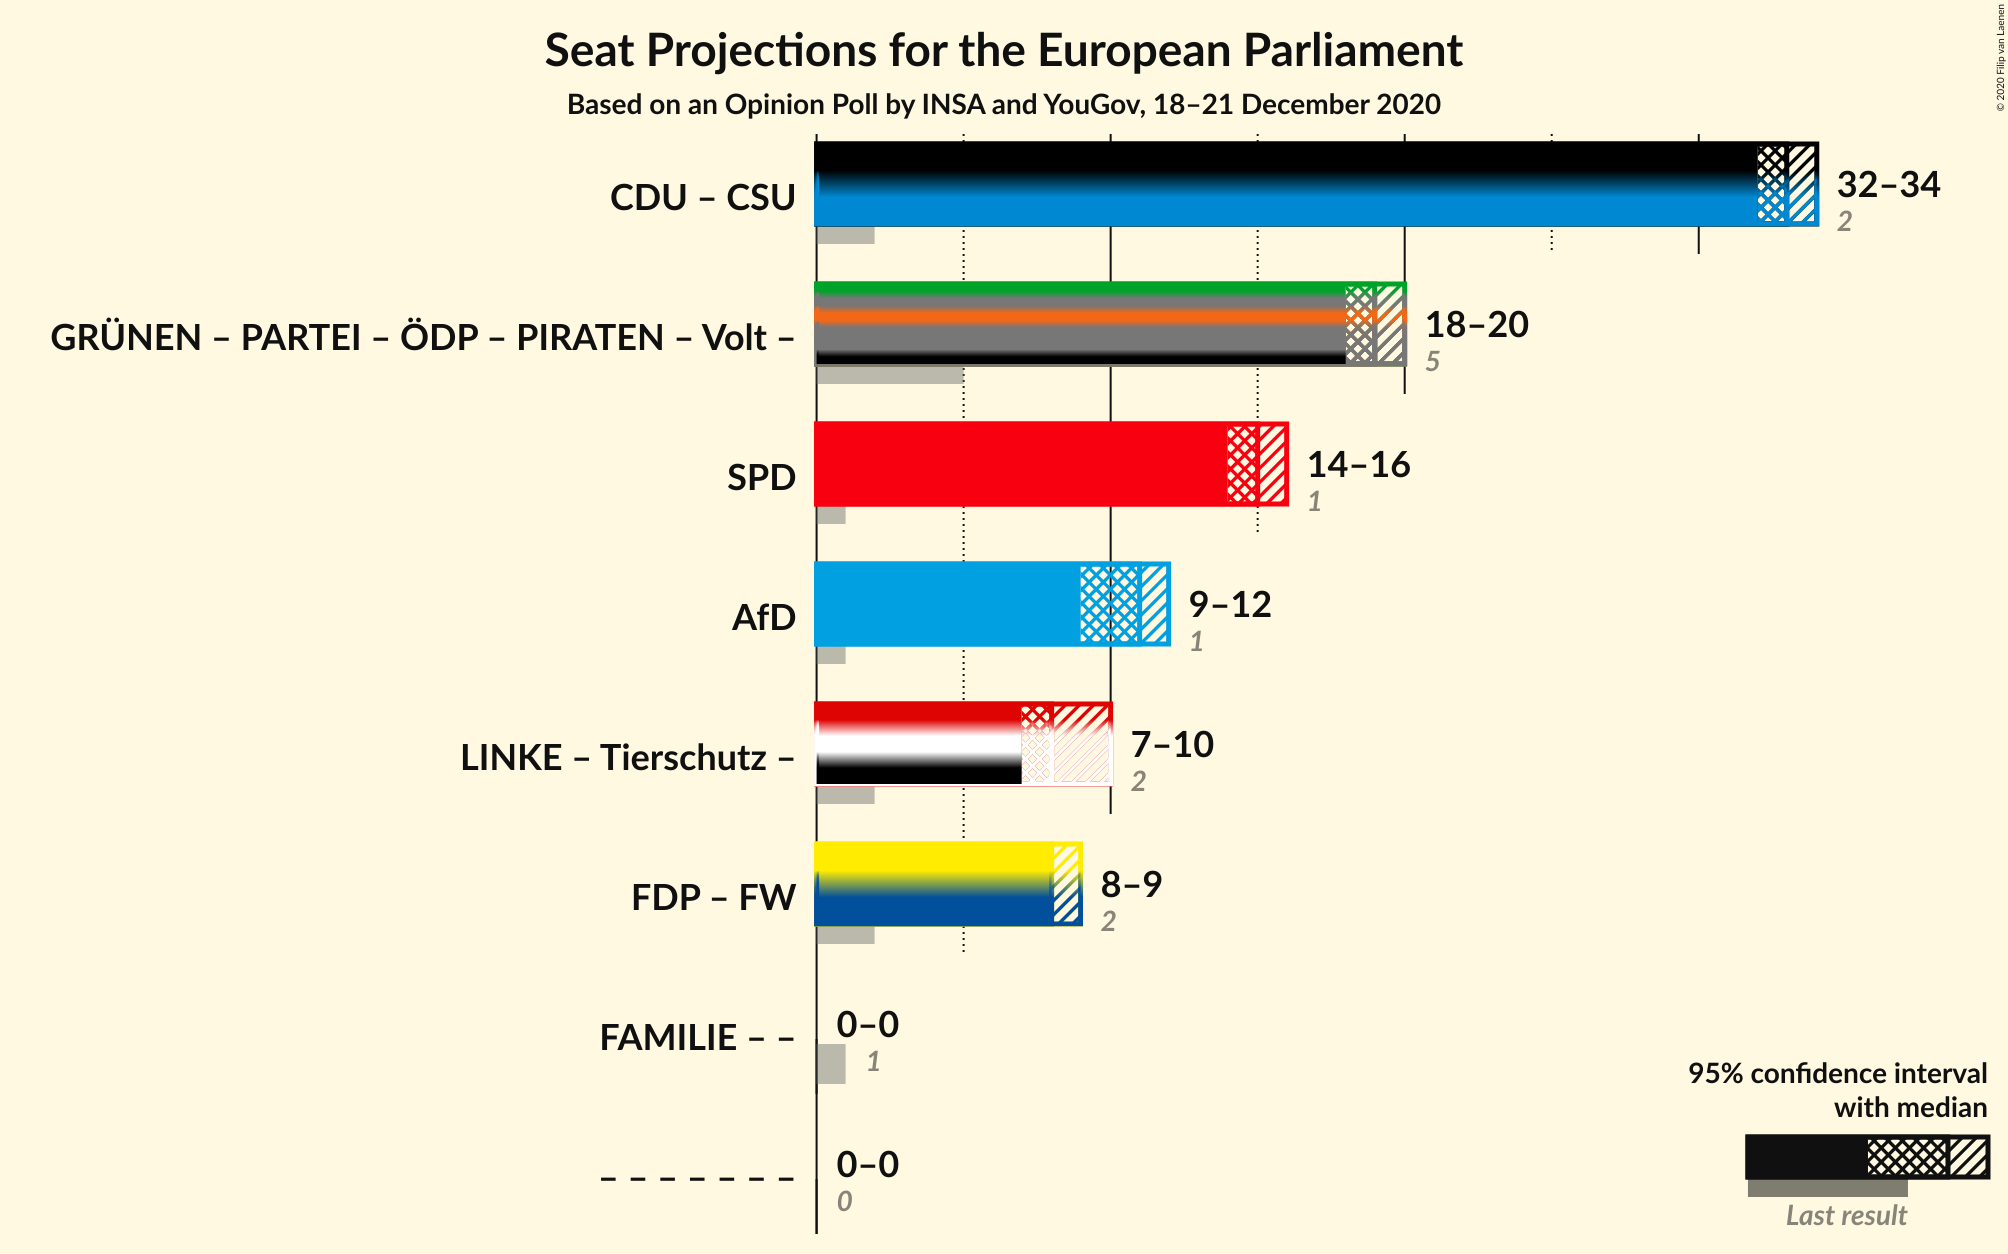 Seat Projections for the European Parliament
Based on an Opinion Poll by INSA and YouGov, 18–21 December 2020
© 2020 Filip van Laenen
CDU – CSU
32–34
2
GRÜNEN – PARTEI – ÖDP – PIRATEN – Volt –
18–20
5
SPD
14–16
1
AfD
9–12
1
LINKE – Tierschutz –
7–10
2
FDP – FW
8–9
2
FAMILIE – –
0–0
1
– – – – – – –
0–0
0
95% confidence interval
with median
Last result